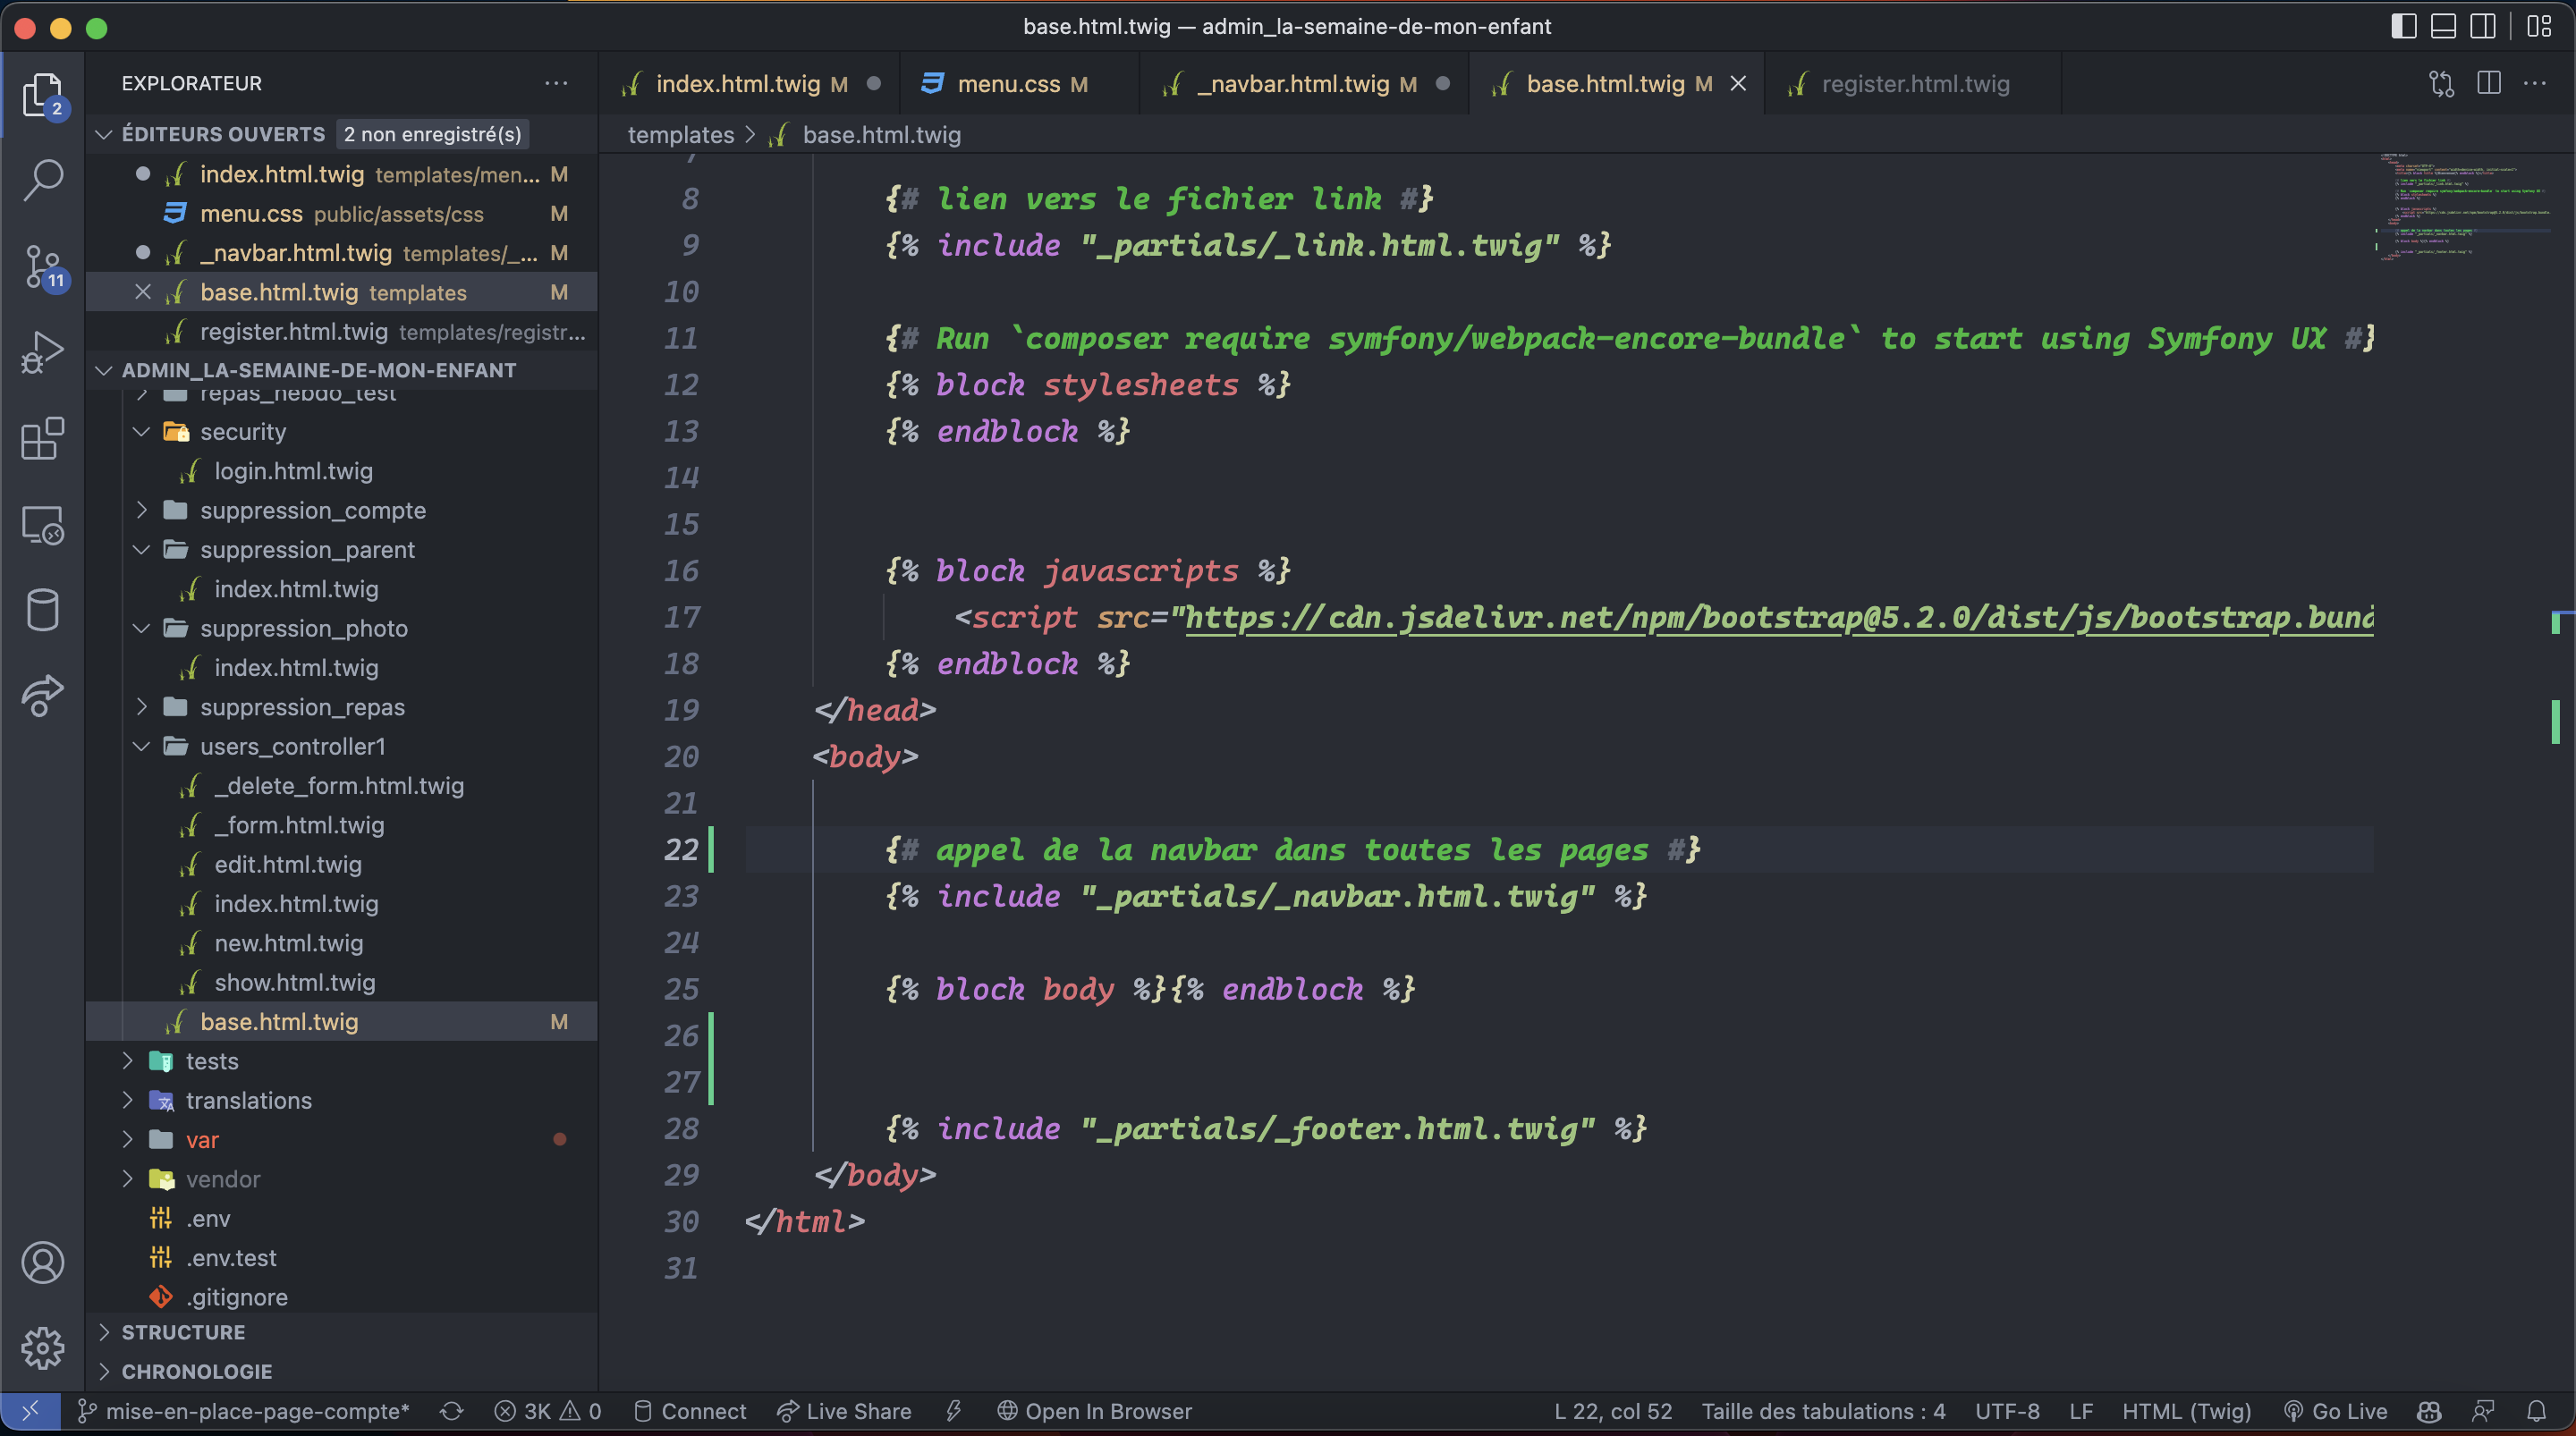 base.html.twig — admin_la-semaine-de-mon-enfant
EXPLORATEUR
ÉDITEURS OUVERTS 2 non enregistré(s)
index.html.twig templates/men... M
menu.css public/assets/css M
_navbar.html.twig templates/_... M
base.html.twig templates M
register.html.twig templates/registr...
ADMIN_LA-SEMAINE-DE-MON-ENFANT
repas_hebdo_test
security
login.html.twig
suppression_compte
suppression_parent
index.html.twig
suppression_photo
index.html.twig
suppression_repas
users_controller1
_delete_form.html.twig
_form.html.twig
edit.html.twig
index.html.twig
new.html.twig
show.html.twig
base.html.twig M
tests
translations
var
vendor
.env
.env.test
.gitignore
STRUCTURE
CHRONOLOGIE
2
11
index.html.twig M
menu.css M
_navbar.html.twig M
base.html.twig M
register.html.twig
templates > base.html.twig
7
8 {# lien vers le fichier link #}
9 {% include "_partials/_link.html.twig" %}
10
11 {# Run `composer require symfony/webpack-encore-bundle` to start using Symfony UX #}
12 {% block stylesheets %}
13 {% endblock %}
14
15
16 {% block javascripts %}
17 <script src="https://cdn.jsdelivr.net/npm/bootstrap@5.2.0/dist/js/bootstrap.bund
18 {% endblock %}
19 </head>
20 <body>
21
22 {# appel de la navbar dans toutes les pages #}
23 {% include "_partials/_navbar.html.twig" %}
24
25 {% block body %}{% endblock %}
26
27
28 {% include "_partials/_footer.html.twig" %}
29 </body>
30 </html>
31
mise-en-place-page-compte* 3K 0 Connect Live Share Open In Browser L 22, col 52 Taille des tabulations : 4 UTF-8 LF HTML (Twig) Go Live